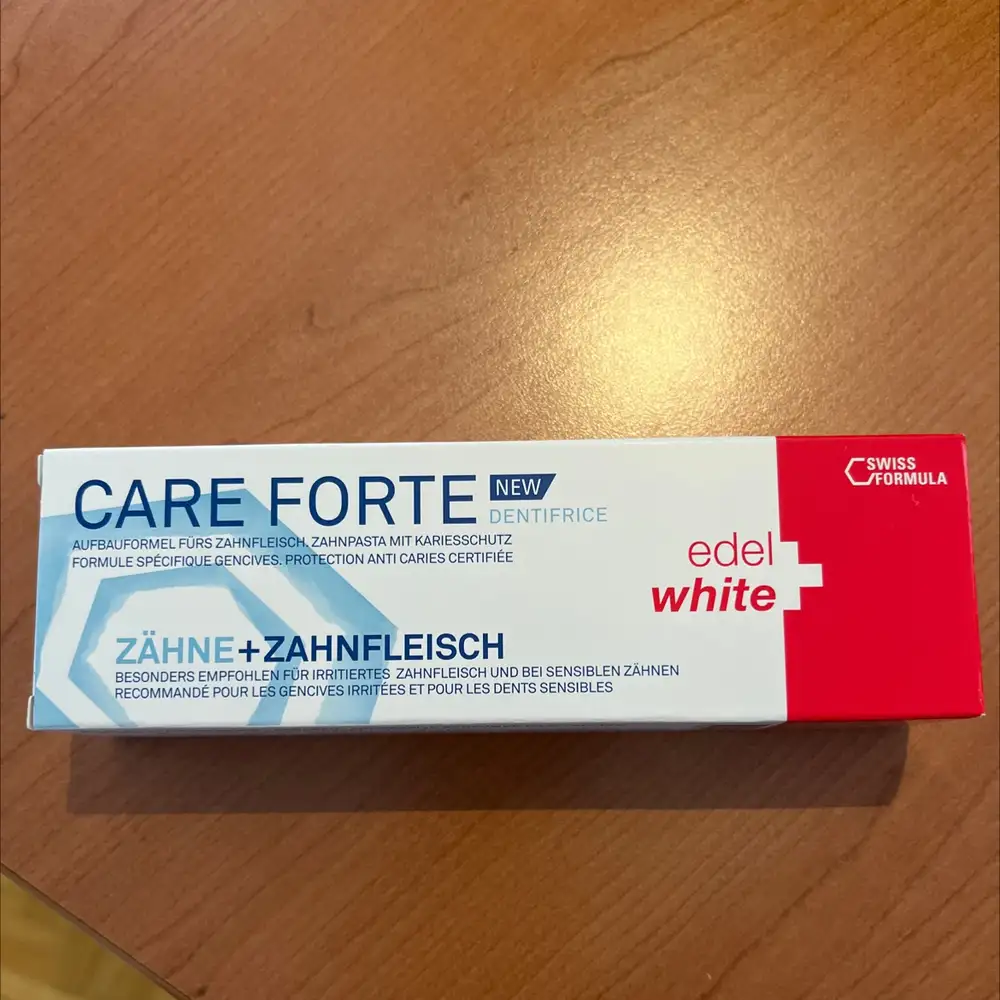 CARE FORTE NEW
DENTIFRICE
AUFBAUFORMEL FÜRS ZAHNFLEISCH. ZAHNPASTA MIT KARIESSCHUTZ
FORMULE SPÉCIFIQUE GENCIVES. PROTECTION ANTI CARIES CERTIFIÉE
ZÄHNE+ZAHNFLEISCH
BESONDERS EMPFOHLEN FÜR IRRITIERTES ZAHNFLEISCH UND BEI SENSIBLEN ZÄHNEN
RECOMMANDÉ POUR LES GENCIVES IRRITÉES ET POUR LES DENTS SENSIBLES
edel
white
SWISS
FORMULA